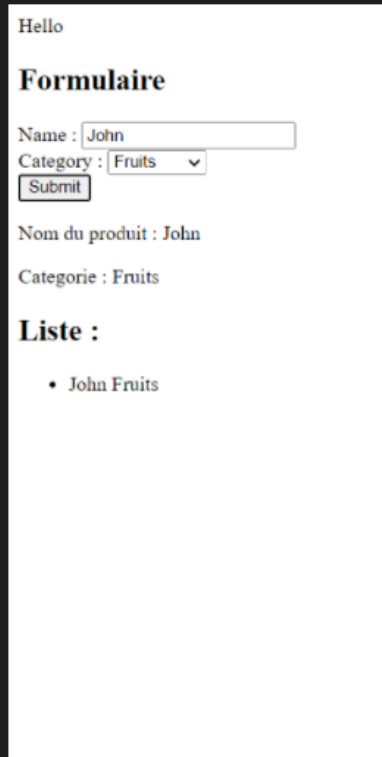 Hello
Formulaire
Name : John
Category : Fruits
Submit
Nom du produit : John
Categorie : Fruits
Liste :
• John Fruits